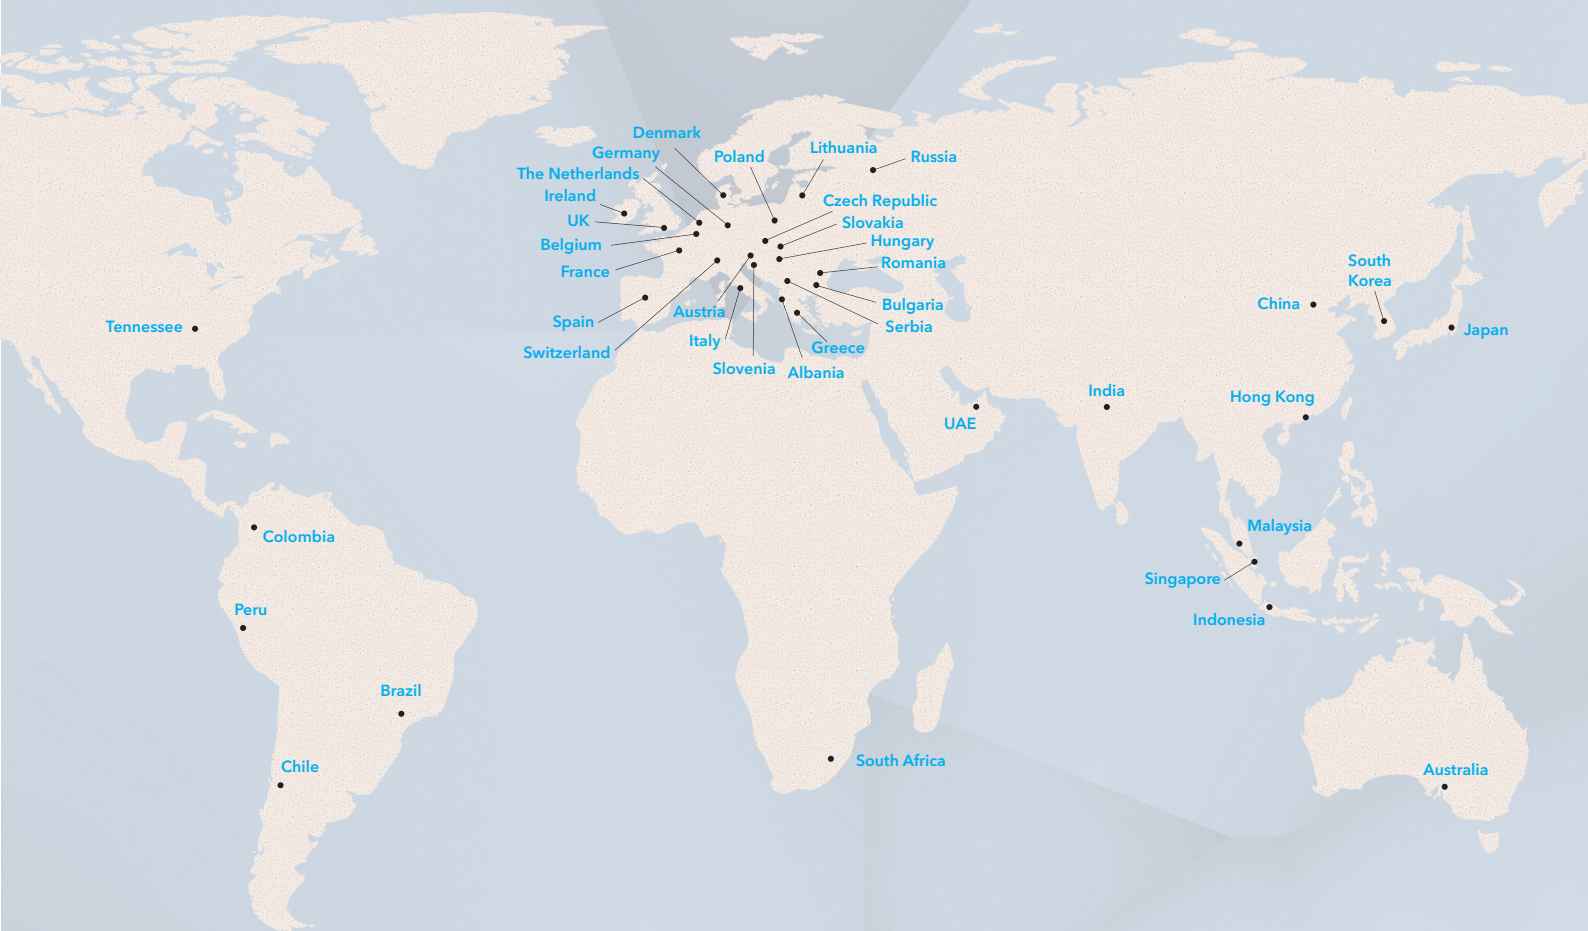 Denmark
Germany
Poland
Lithuania
Russia
The Netherlands
Ireland
Czech Republic
UK
Slovakia
Belgium
Hungary
France
Romania
South
Korea
China
Bulgaria
Austria
Spain
Serbia
Tennessee
Japan
Italy
Greece
Switzerland
Slovenia
Albania
India
Hong Kong
UAE
Malaysia
Colombia
Singapore
Peru
Indonesia
Brazil
South Africa
Chile
Australia